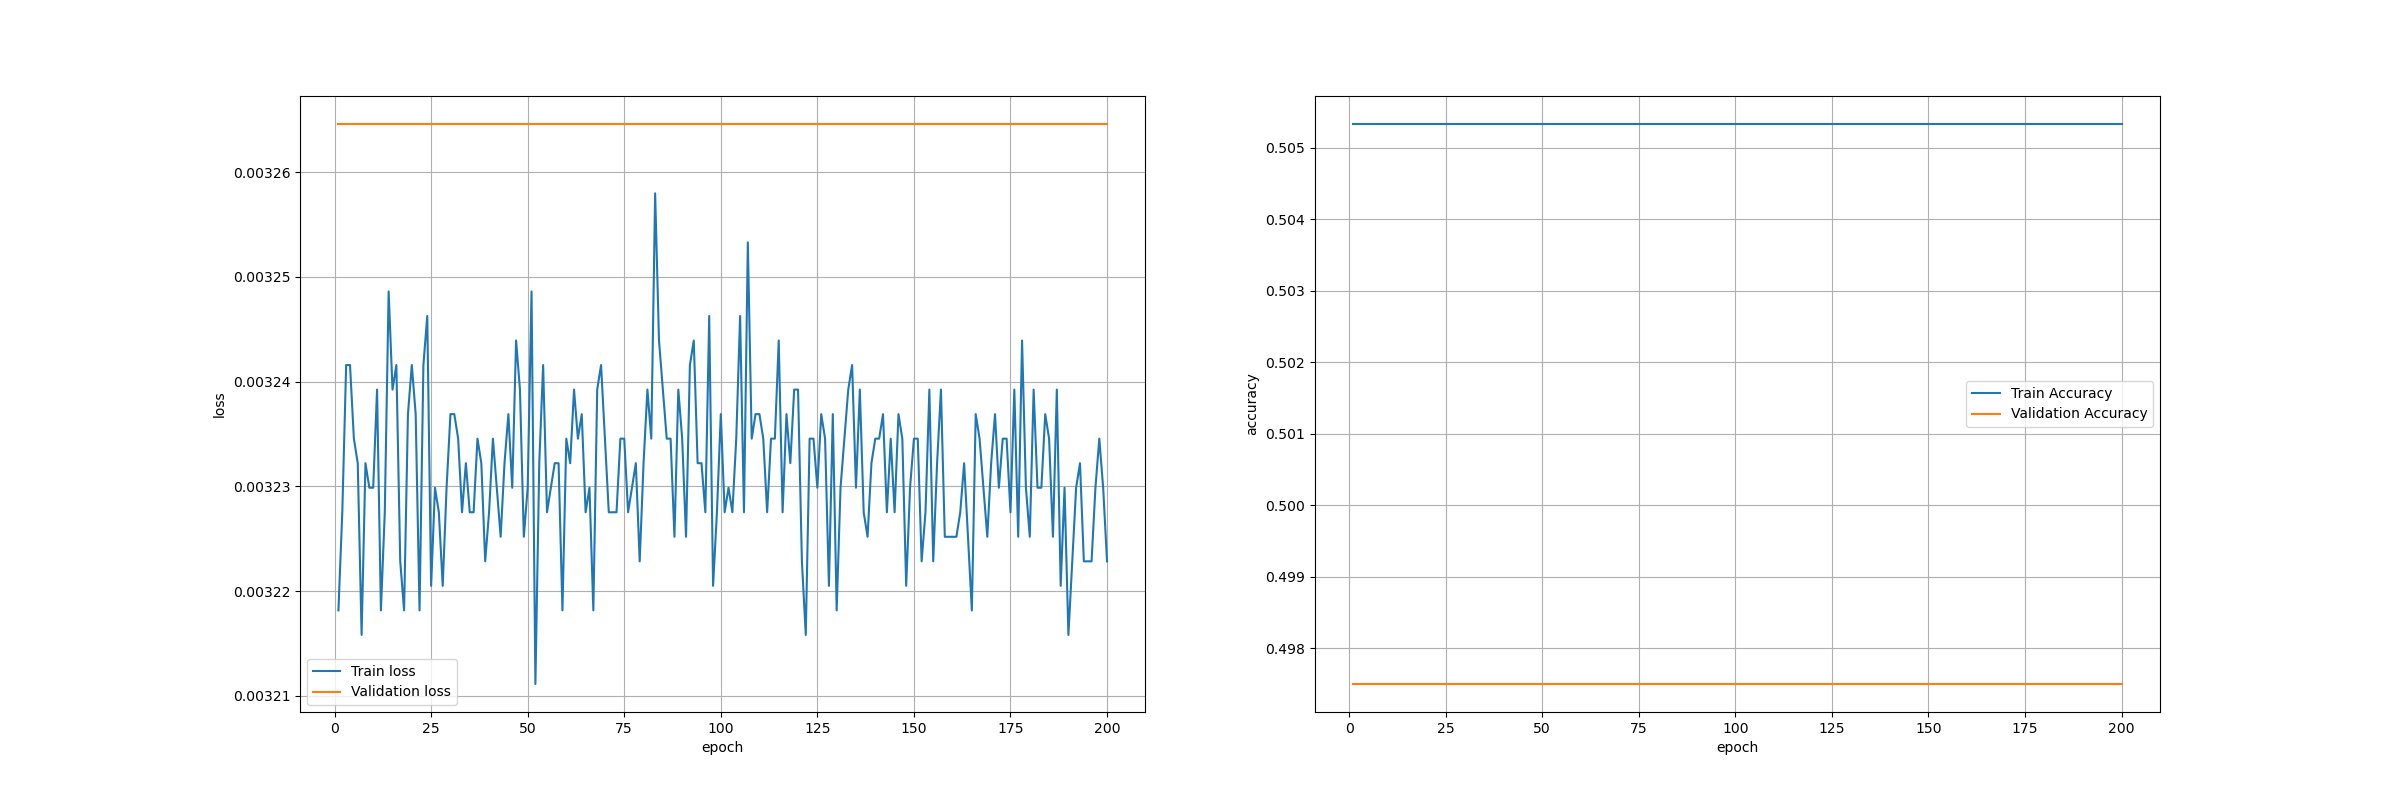 loss
0.00326
0.00325
0.00324
0.00323
0.00322
0.00321
Train loss
Validation loss
0 25 50 75 100 125 150 175 200
epoch
accuracy
0.505
0.504
0.503
0.502
0.501
0.500
0.499
0.498
Train Accuracy
Validation Accuracy
0 25 50 75 100 125 150 175 200
epoch